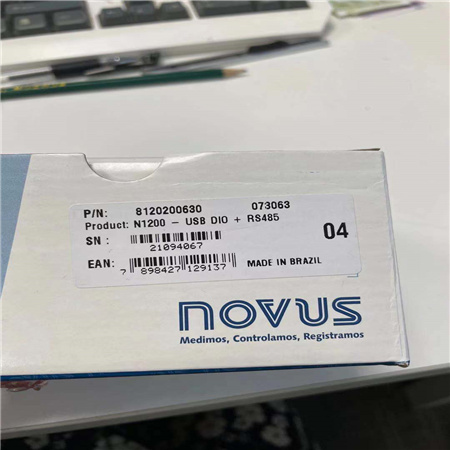 P/N: 8120200630 073063
Product: N1200 - USB DIO + RS485
SN : 04
21094067
EAN: 7 898427 129137 MADE IN BRAZIL
novus
Medimos, Controlamos, Registramos